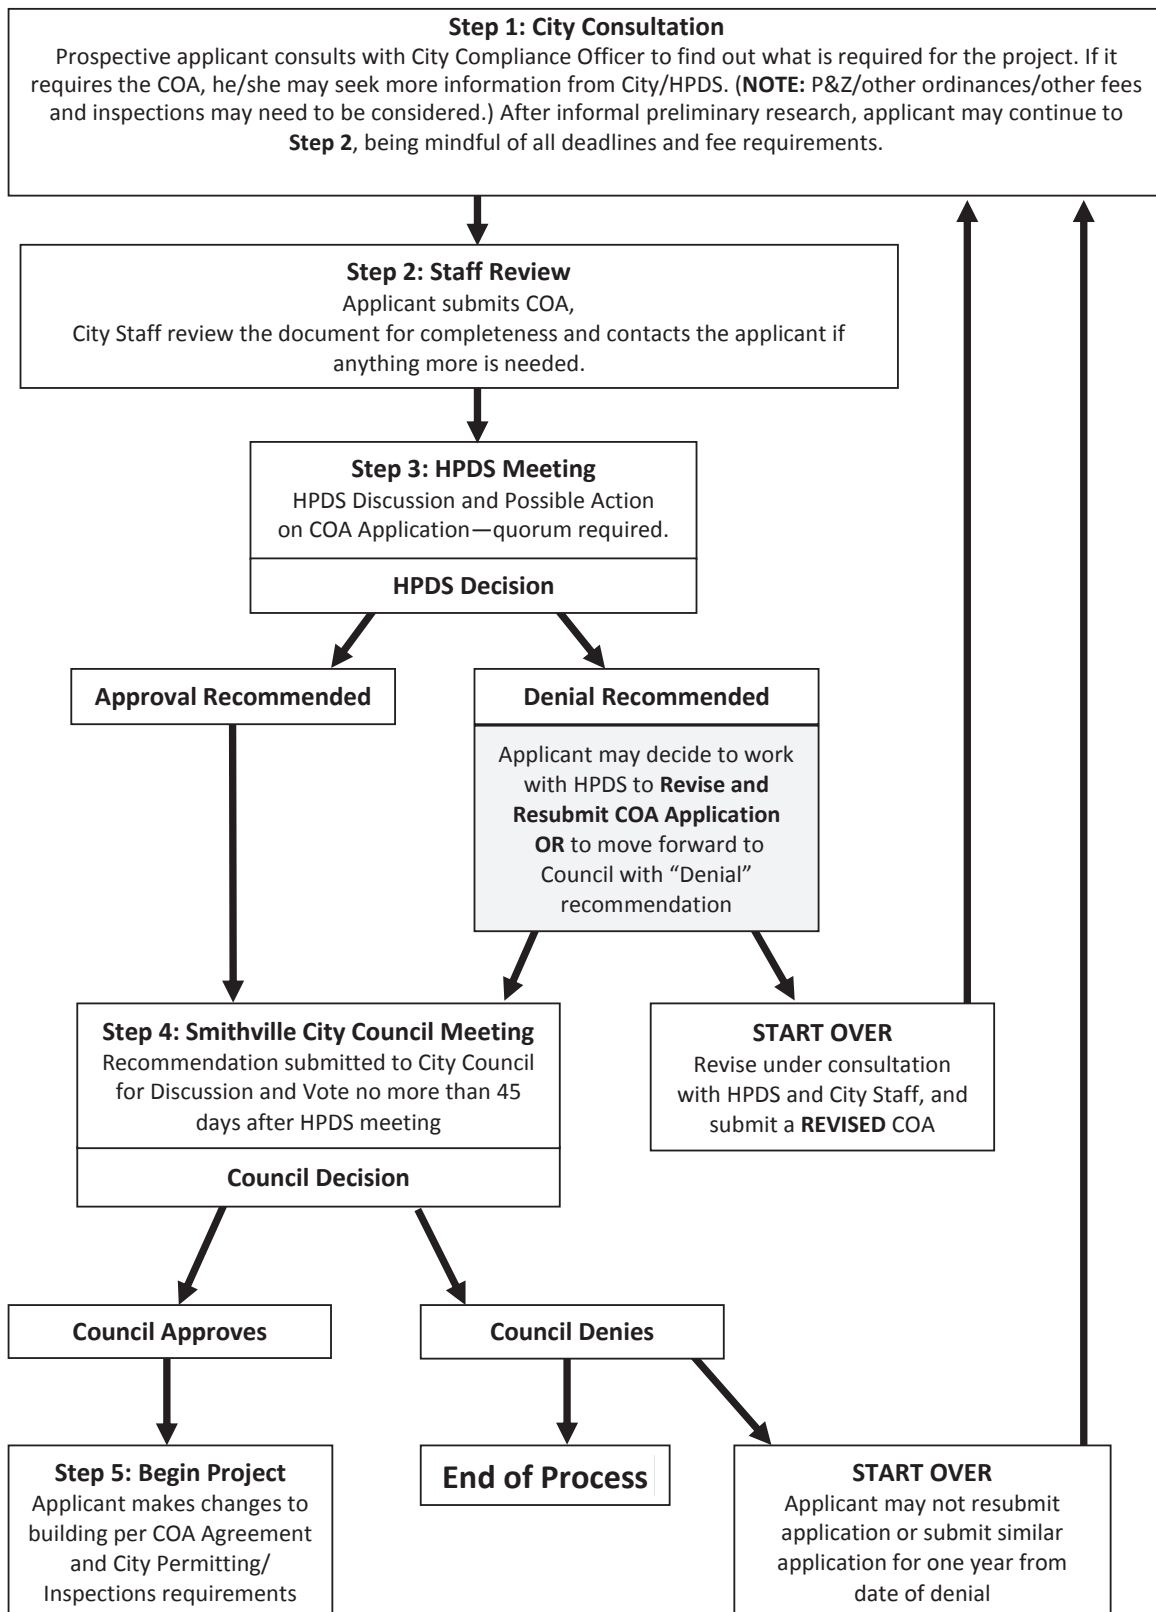 Step 1: City Consultation
Prospective applicant consults with City Compliance Officer to find out what is required for the project. If it
requires the COA, he/she may seek more information from City/HPDS. (NOTE: P&Z/other ordinances/other fees
and inspections may need to be considered.) After informal preliminary research, applicant may continue to
Step 2, being mindful of all deadlines and fee requirements.
Step 2: Staff Review
Applicant submits COA,
City Staff review the document for completeness and contacts the applicant if
anything more is needed.
Step 3: HPDS Meeting
HPDS Discussion and Possible Action
on COA Application—quorum required.
HPDS Decision
Approval Recommended
Denial Recommended
Applicant may decide to work
with HPDS to Revise and
Resubmit COA Application
OR to move forward to
Council with “Denial”
recommendation
Step 4: Smithville City Council Meeting
Recommendation submitted to City Council
for Discussion and Vote no more than 45
days after HPDS meeting
Council Decision
START OVER
Revise under consultation
with HPDS and City Staff, and
submit a REVISED COA
Council Approves
Council Denies
Step 5: Begin Project
Applicant makes changes to
building per COA Agreement
and City Permitting/
Inspections requirements
End of Process
START OVER
Applicant may not resubmit
application or submit similar
application for one year from
date of denial